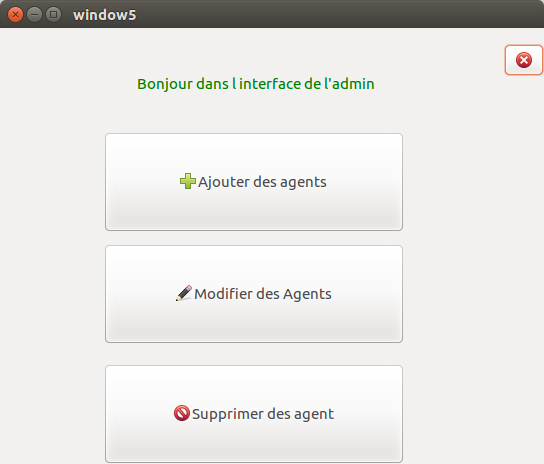 window5
Bonjour dans l interface de l'admin
Ajouter des agents
Modifier des Agents
Supprimer des agent